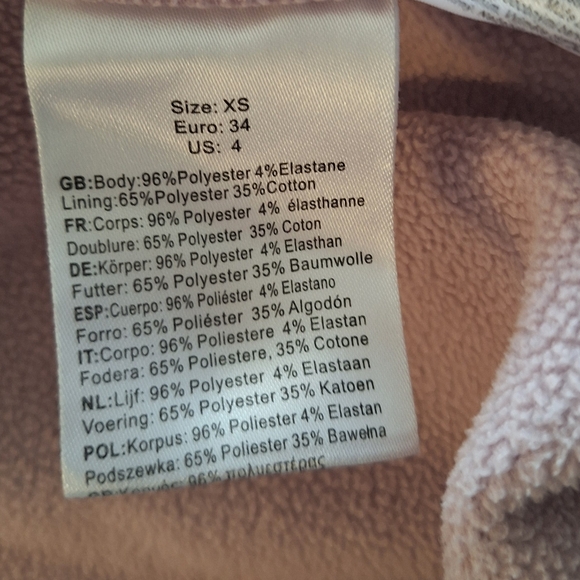 Size: XS
Euro: 34
US: 4
GB:Body:96%Polyester 4%Elastane
Lining:65%Polyester 35%Cotton
FR:Corps: 96% Polyester 4% élasthanne
Doublure: 65% Polyester 35% Coton
DE:Körper: 96% Polyester 4% Elasthan
Futter: 65% Polyester 35% Baumwolle
ESP:Cuerpo: 96% Poliéster 4% Elastano
Forro: 65% Poliéster 35% Algodón
IT:Corpo: 96% Poliestere 4% Elastan
Fodera: 65% Poliestere, 35% Cotone
NL:Lijf: 96% Polyester 4% Elastaan
Voering: 65% Polyester 35% Katoen
POL:Korpus: 96% Poliester 4% Elastan
Podszewka: 65% Poliester 35% Bawełna
96% πολυεστέρας